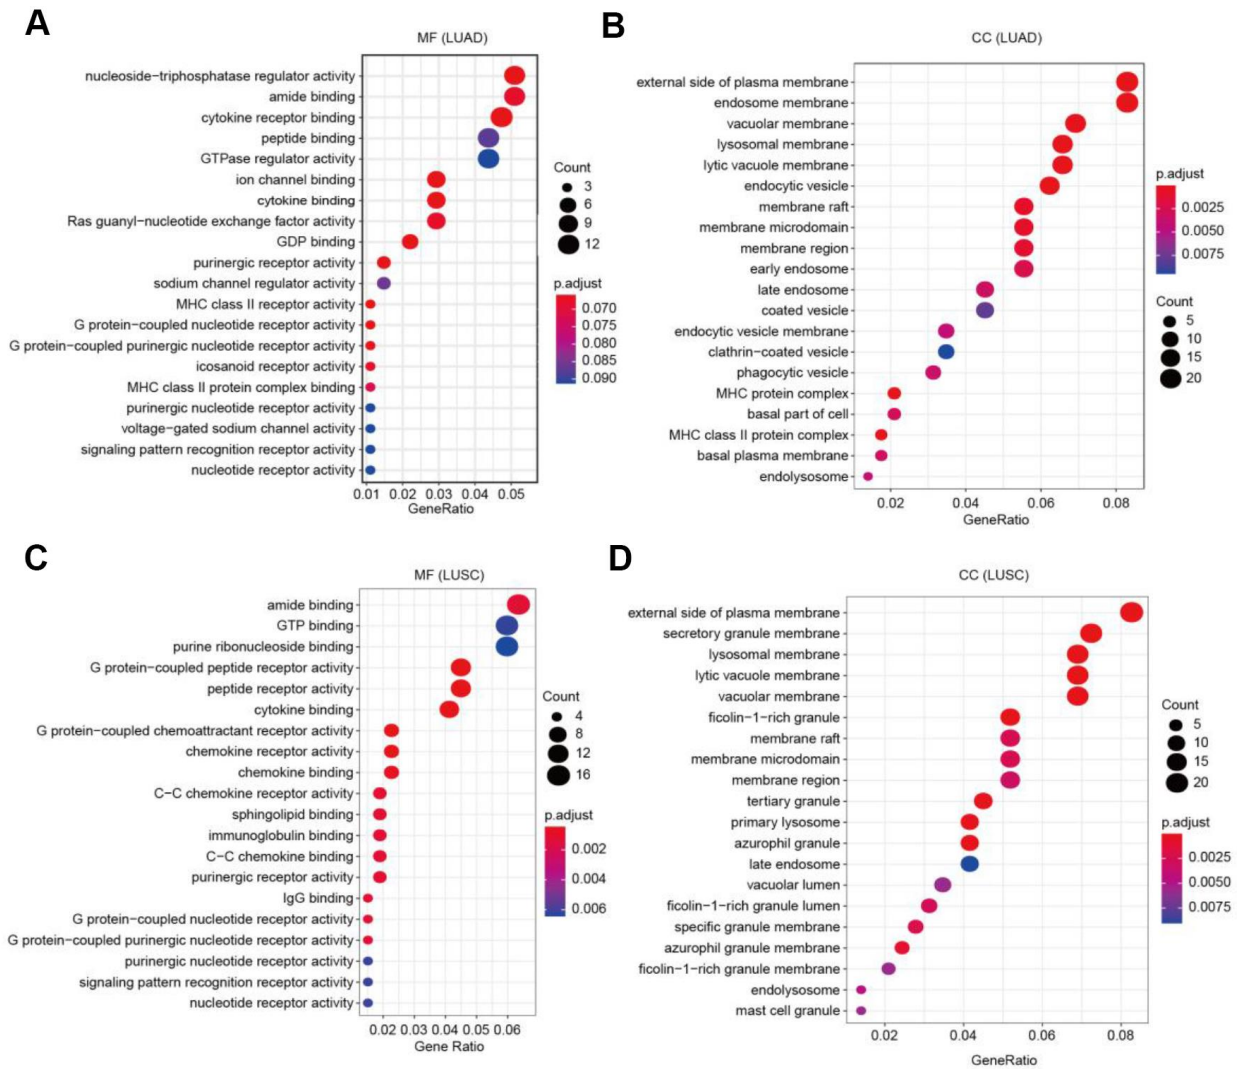 A
MF (LUAD)
nucleoside−triphosphatase regulator activity
amide binding
cytokine receptor binding
peptide binding
GTPase regulator activity
ion channel binding
cytokine binding
Ras guanyl−nucleotide exchange factor activity
GDP binding
purinergic receptor activity
sodium channel regulator activity
MHC class II receptor activity
G protein−coupled nucleotide receptor activity
G protein−coupled purinergic nucleotide receptor activity
icosanoid receptor activity
MHC class II protein complex binding
purinergic nucleotide receptor activity
voltage−gated sodium channel activity
signaling pattern recognition receptor activity
nucleotide receptor activity
0.01 0.02 0.03 0.04 0.05
GeneRatio
Count
3
6
9
12
p.adjust
0.070
0.075
0.080
0.085
0.090
B
CC (LUAD)
external side of plasma membrane
endosome membrane
vacuolar membrane
lysosomal membrane
lytic vacuole membrane
endocytic vesicle
membrane raft
membrane microdomain
membrane region
early endosome
late endosome
coated vesicle
endocytic vesicle membrane
clathrin−coated vesicle
phagocytic vesicle
MHC protein complex
basal part of cell
MHC class II protein complex
basal plasma membrane
endolysosome
0.02 0.04 0.06 0.08
GeneRatio
p.adjust
0.0025
0.0050
0.0075
Count
5
10
15
20
C
MF (LUSC)
amide binding
GTP binding
purine ribonucleoside binding
G protein−coupled peptide receptor activity
peptide receptor activity
cytokine binding
G protein−coupled chemoattractant receptor activity
chemokine receptor activity
chemokine binding
C−C chemokine receptor activity
sphingolipid binding
immunoglobulin binding
C−C chemokine binding
purinergic receptor activity
IgG binding
G protein−coupled nucleotide receptor activity
G protein−coupled purinergic nucleotide receptor activity
purinergic nucleotide receptor activity
signaling pattern recognition receptor activity
nucleotide receptor activity
0.02 0.03 0.04 0.05 0.06
Gene Ratio
Count
4
8
12
16
p.adjust
0.002
0.004
0.006
D
CC (LUSC)
external side of plasma membrane
secretory granule membrane
lysosomal membrane
lytic vacuole membrane
vacuolar membrane
ficolin−1−rich granule
membrane raft
membrane microdomain
membrane region
tertiary granule
primary lysosome
azurophil granule
late endosome
vacuolar lumen
ficolin−1−rich granule lumen
specific granule membrane
azurophil granule membrane
ficolin−1−rich granule membrane
endolysosome
mast cell granule
0.02 0.04 0.06 0.08
GeneRatio
Count
5
10
15
20
p.adjust
0.0025
0.0050
0.0075